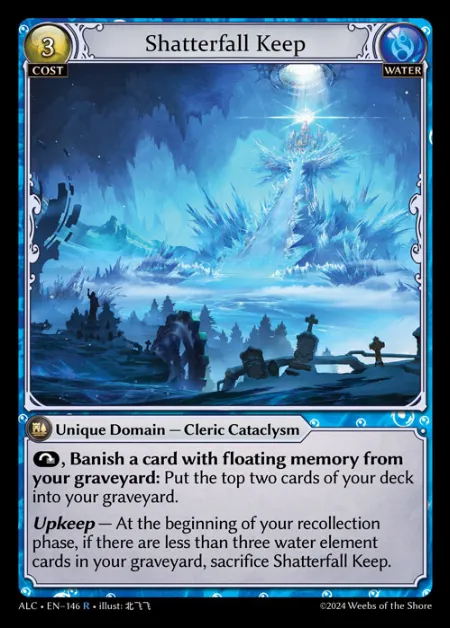 3
Shatterfall Keep
COST
WATER
Unique Domain — Cleric Cataclysm
, Banish a card with floating memory from
your graveyard: Put the top two cards of your deck
into your graveyard.
Upkeep — At the beginning of your recollection
phase, if there are less than three water element
cards in your graveyard, sacrifice Shatterfall Keep.
ALC • EN-146 R • illust: 北飞飞
©2024 Weebs of the Shore